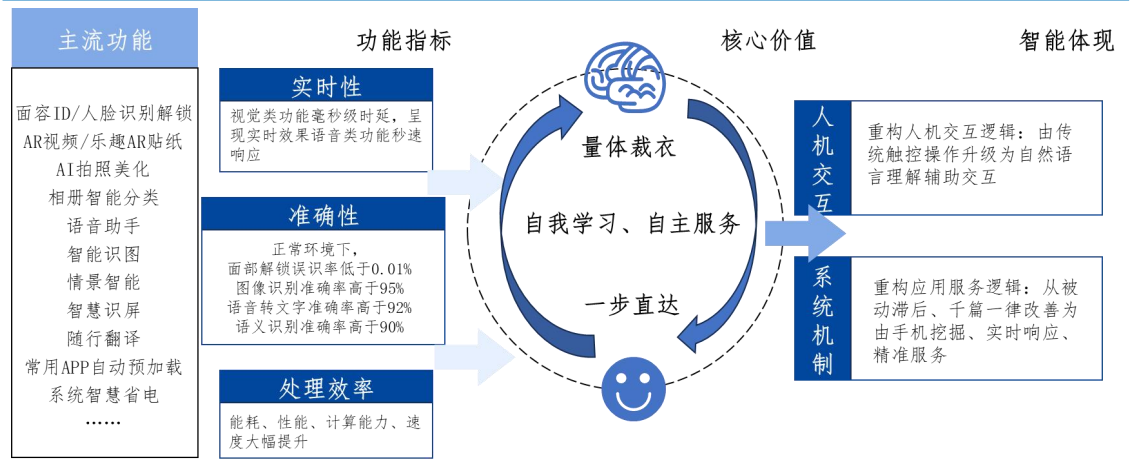 主流功能
面容ID/人脸识别解锁
AR视频/乐趣AR贴纸
AI拍照美化
相册智能分类
语音助手
智能识图
情景智能
智慧识屏
随行翻译
常用APP自动预加载
系统智慧省电
……
功能指标
实时性
视觉类功能毫秒级时延，呈
现实时效果语音类功能秒速
响应
准确性
正常环境下，
面部解锁误识率低于0.01%
图像识别准确率高于95%
语音转文字准确率高于92%
语义识别准确率高于90%
处理效率
能耗、性能、计算能力、速
度大幅提升
核心价值
量体裁衣
自我学习、自主服务
一步直达
智能体现
人机交互
重构人机交互逻辑：由传
统触控操作升级为自然语
言理解辅助交互
系统机制
重构应用服务逻辑：从被
动滞后、千篇一律改善为
由手机挖掘、实时响应、
精准服务